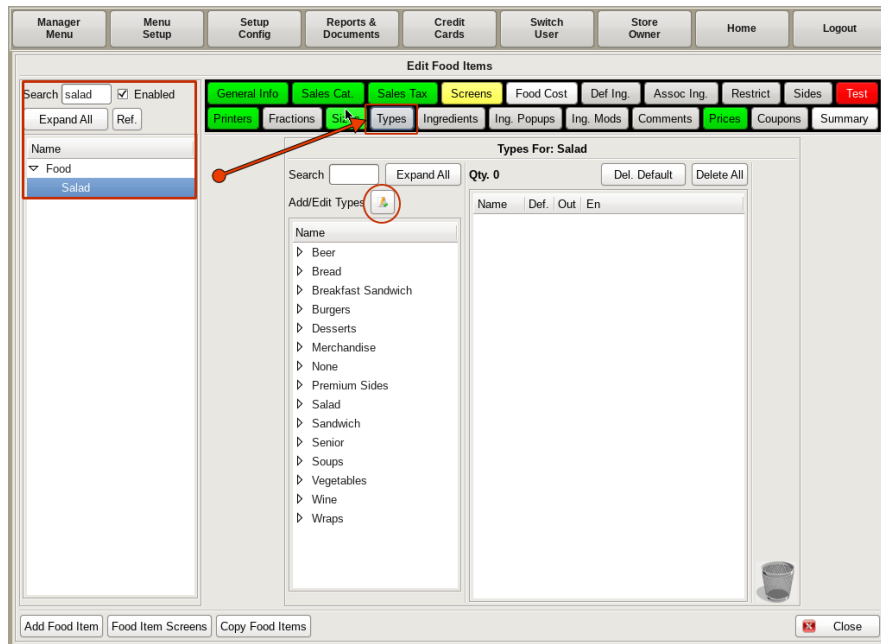 Manager Menu
Menu Setup
Setup Config
Reports & Documents
Credit Cards
Switch User
Store Owner
Home
Logout
Edit Food Items
Search salad Enabled
Expand All Ref.
Name
Food
Salad
General Info Sales Cat. Sales Tax Screens Food Cost Def Ing. Assoc Ing. Restrict Sides Test
Printers Fractions Sizes Types Ingredients Ing. Popups Ing. Mods Comments Prices Coupons Summary
Types For: Salad
Search Expand All
Add/Edit Types
Name
Beer
Bread
Breakfast Sandwich
Burgers
Desserts
Merchandise
None
Premium Sides
Salad
Sandwich
Senior
Soups
Vegetables
Wine
Wraps
Qty. 0 Del. Default Delete All
Name Def. Out En
Add Food Item Food Item Screens Copy Food Items Close